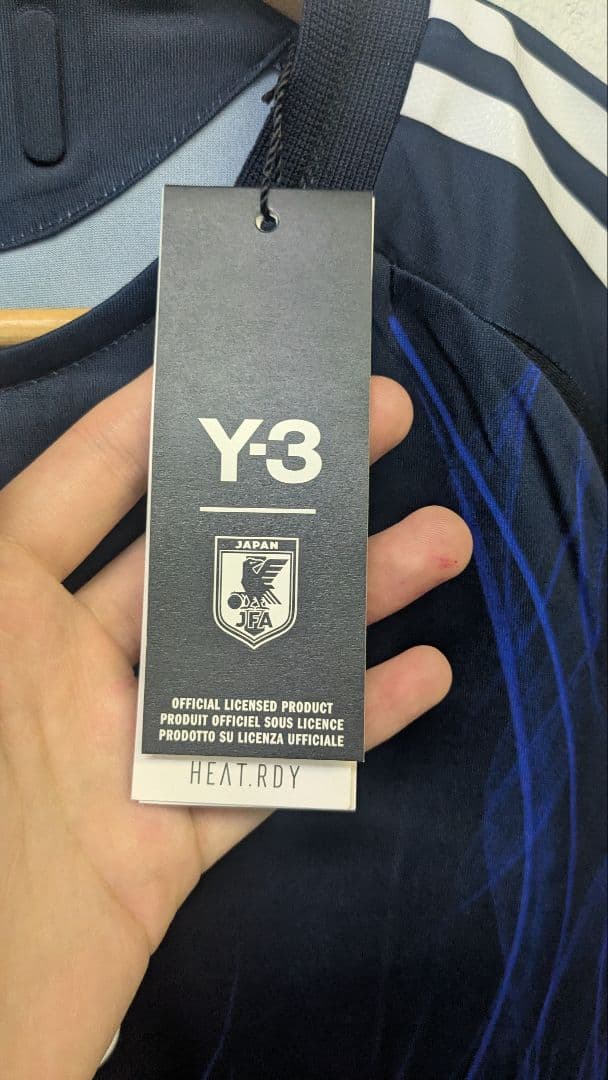 Y-3
JAPAN
JFA
OFFICIAL LICENSED PRODUCT
PRODUIT OFFICIEL SOUS LICENCE
PRODOTTO SU LICENZA UFFICIALE
HEAT.RDY